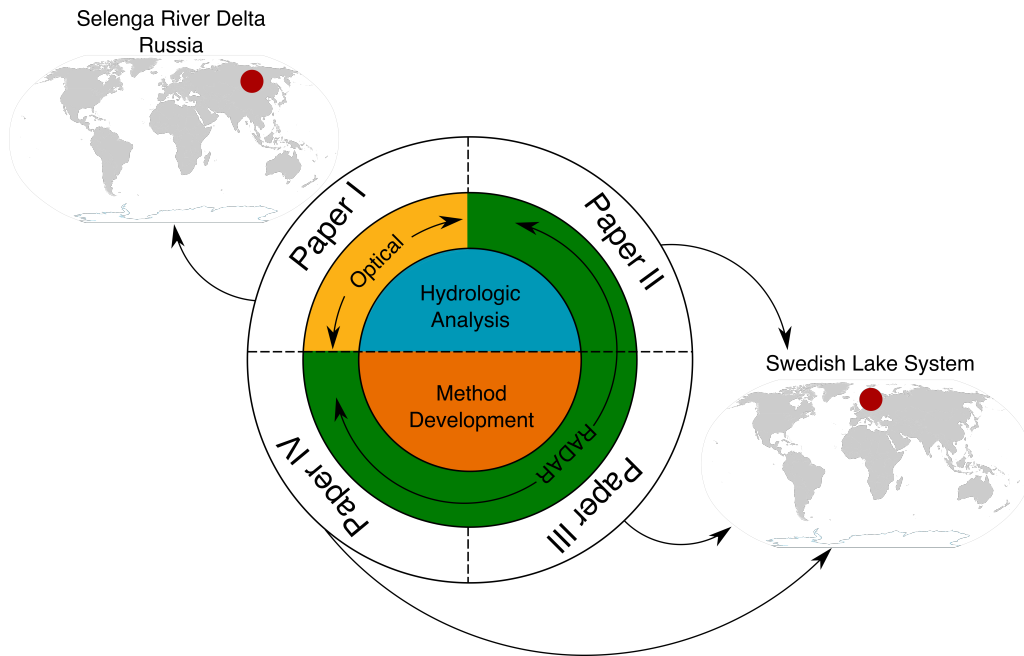 Selenga River Delta
Russia
Paper I
Paper II
Optical
Hydrologic
Analysis
Swedish Lake System
Method
Development
RADAR
Paper IV
Paper III